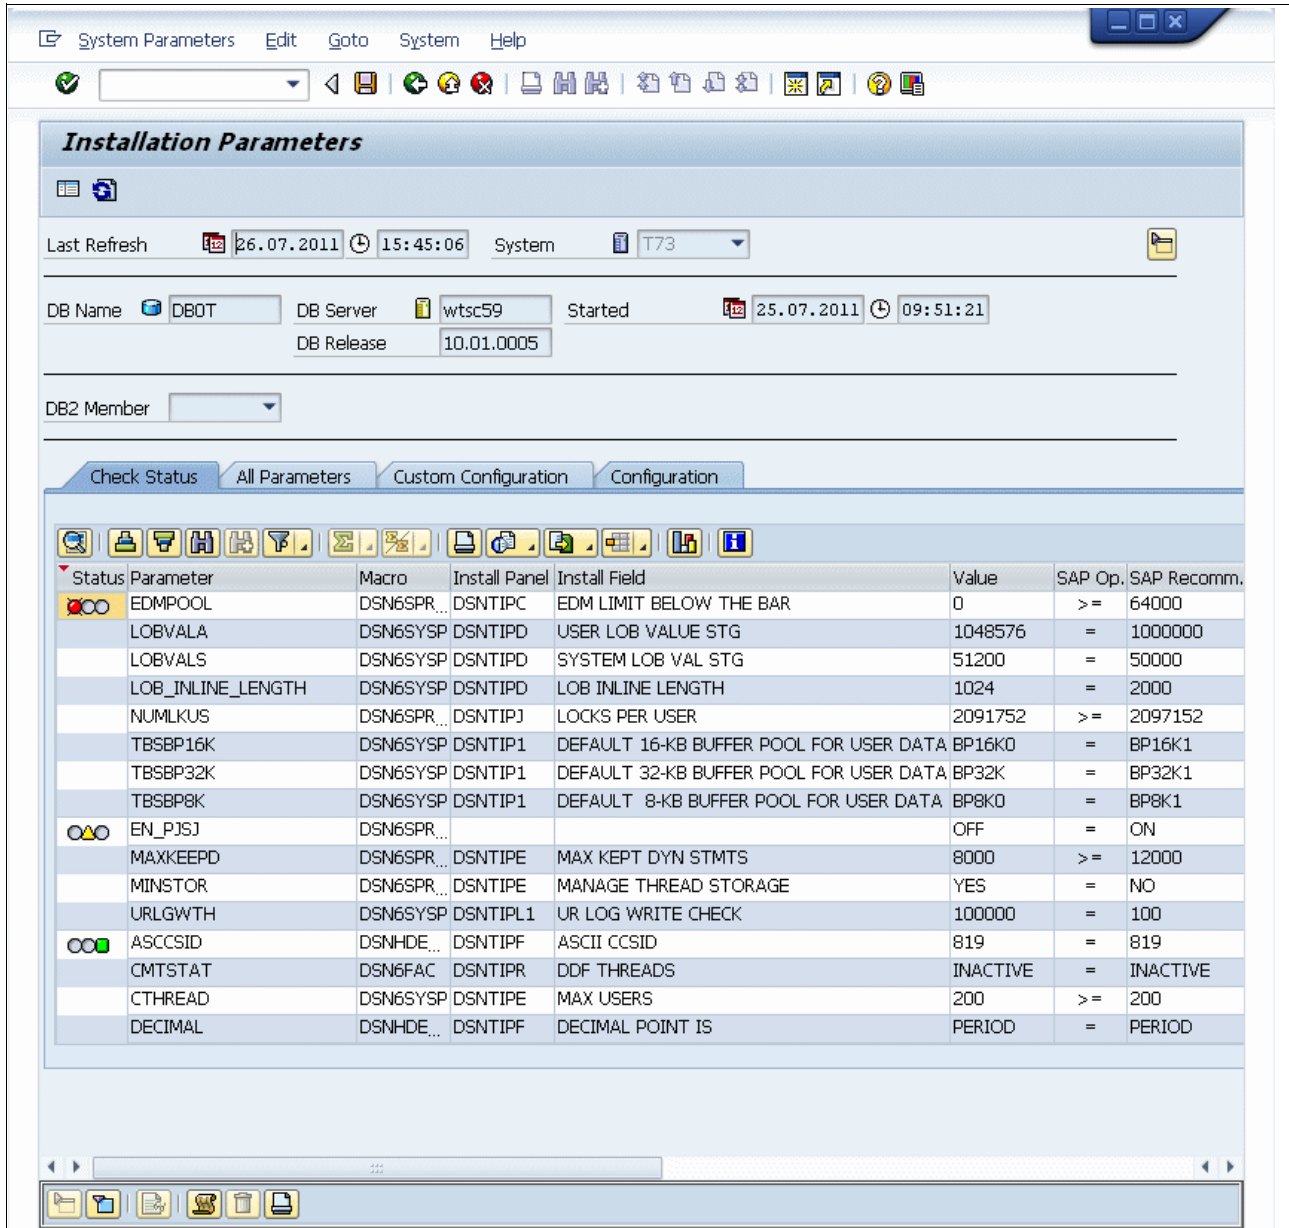 System Parameters Edit Goto System Help
Installation Parameters
Last Refresh 26.07.2011 15:45:06 System T73
DB Name DB0T DB Server wtsc59 Started 25.07.2011 09:51:21
DB Release 10.01.0005
DB2 Member
Check Status All Parameters Custom Configuration Configuration
Status Parameter Macro Install Panel Install Field Value SAP Op. SAP Recomm.
EDMPOOL DSN6SPR... DSNTIPC EDM LIMIT BELOW THE BAR 0 >= 64000
LOBVALA DSN6SYSP DSNTIPD USER LOB VALUE STG 1048576 = 1000000
LOBVALS DSN6SYSP DSNTIPD SYSTEM LOB VAL STG 51200 = 50000
LOB_INLINE_LENGTH DSN6SYSP DSNTIPD LOB INLINE LENGTH 1024 = 2000
NUMLKUS DSN6SPR... DSNTIPJ LOCKS PER USER 2091752 >= 2097152
TBSBP16K DSN6SYSP DSNTIP1 DEFAULT 16-KB BUFFER POOL FOR USER DATA BP16K0 = BP16K1
TBSBP32K DSN6SYSP DSNTIP1 DEFAULT 32-KB BUFFER POOL FOR USER DATA BP32K = BP32K1
TBSBP8K DSN6SYSP DSNTIP1 DEFAULT 8-KB BUFFER POOL FOR USER DATA BP8K0 = BP8K1
EN_PJSJ DSN6SPR... OFF = ON
MAXKEEPD DSN6SPR... DSNTIPE MAX KEPT DYN STMTS 8000 >= 12000
MINSTOR DSN6SPR... DSNTIPE MANAGE THREAD STORAGE YES = NO
URLGWTH DSN6SYSP DSNTIPL1 UR LOG WRITE CHECK 100000 = 100
ASCCSID DSNHDE... DSNTIPF ASCII CCSID 819 = 819
CMTSTAT DSN6FAC DSNTIPR DDF THREADS INACTIVE = INACTIVE
CTHREAD DSN6SYSP DSNTIPE MAX USERS 200 >= 200
DECIMAL DSNHDE... DSNTIPF DECIMAL POINT IS PERIOD = PERIOD